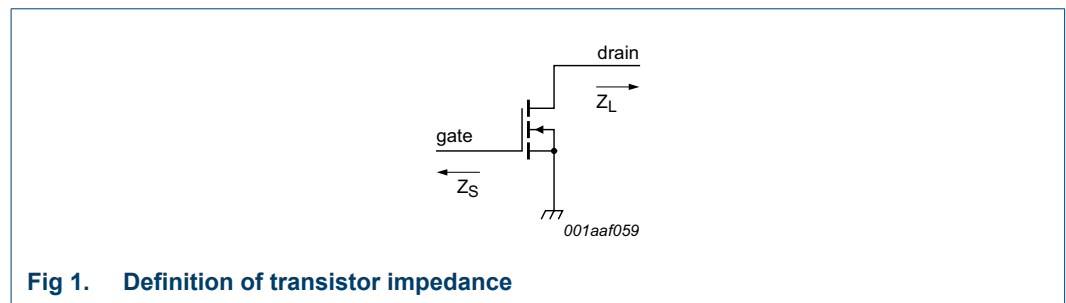 drain
Z_L
gate
Z_S
001aaf059
Fig 1. Definition of transistor impedance